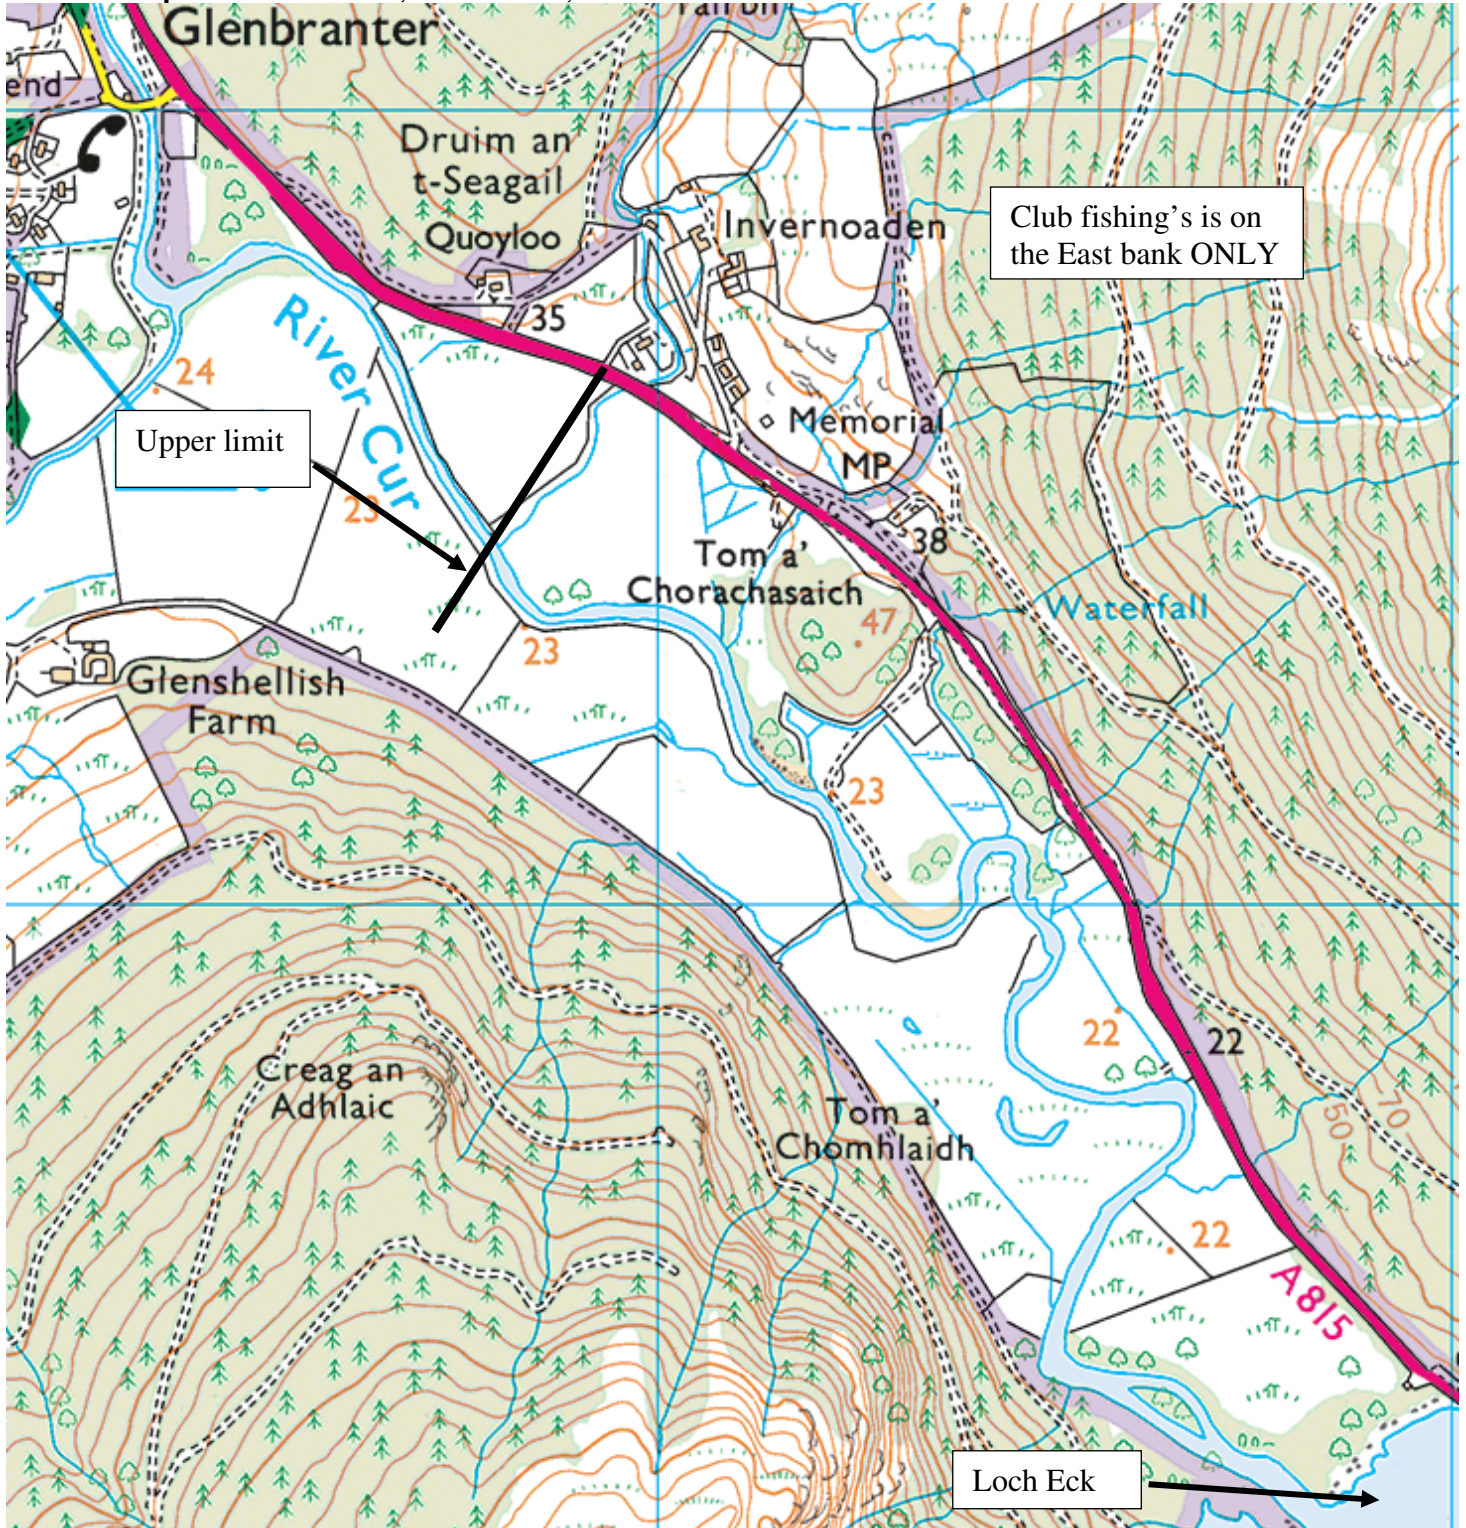 Glenbranter
end
Druim an
t-Seagail
Quoyloo
Invernoaden
Club fishing's is on
the East bank ONLY
35
River Cur
24
Upper limit
23
Memorial
MP
38
Tom a'
Chorachasaich
47
Waterfall
23
Glenshellish
Farm
23
22
22
Creag an
Adhlaic
Tom a'
Chomhlaidh
50
70
22
A815
Loch Eck